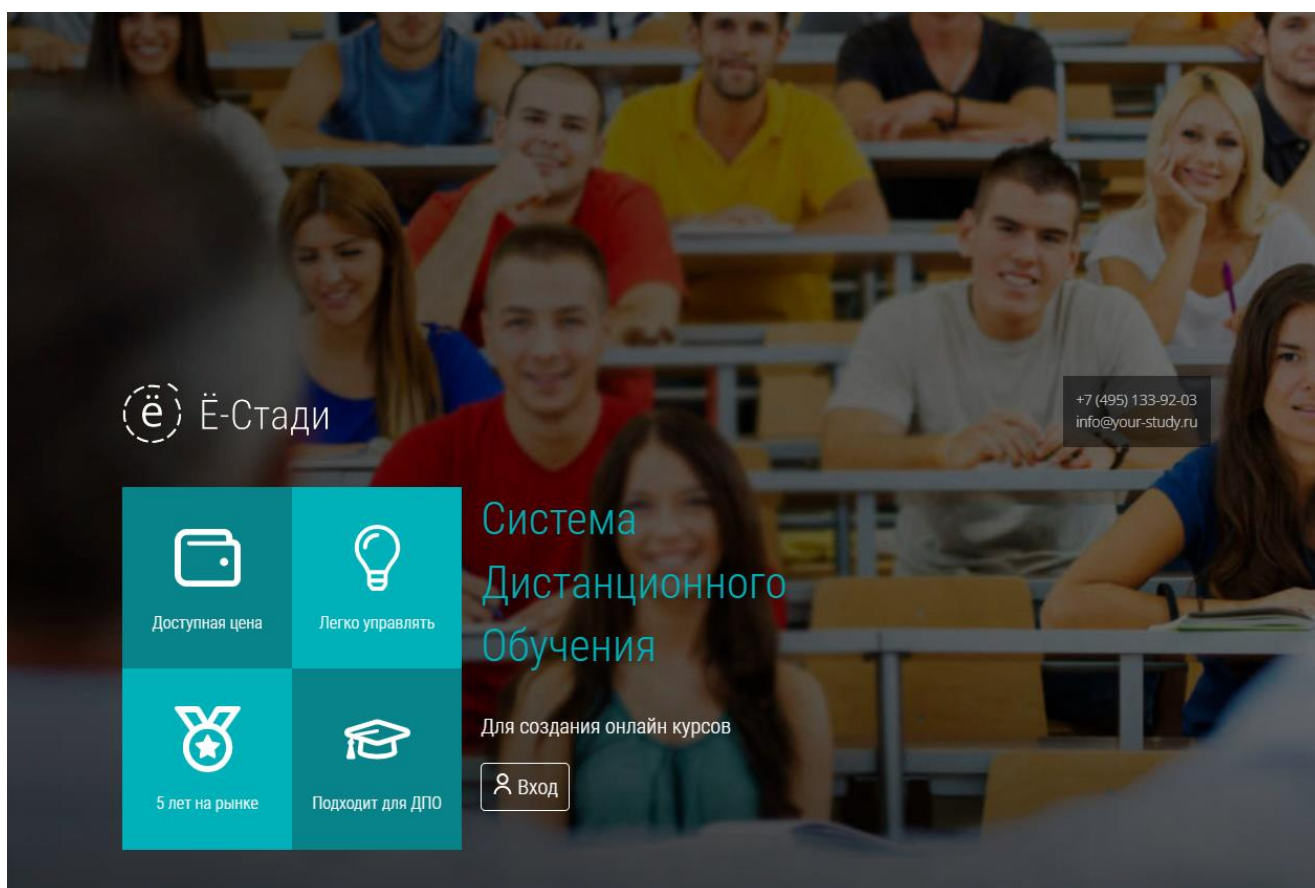 ё Ё-Стади
+7 (495) 133-92-03
info@your-study.ru
Доступная цена
Легко управлять
5 лет на рынке
Подходит для ДПО
Система
Дистанционного
Обучения
Для создания онлайн курсов
Вход